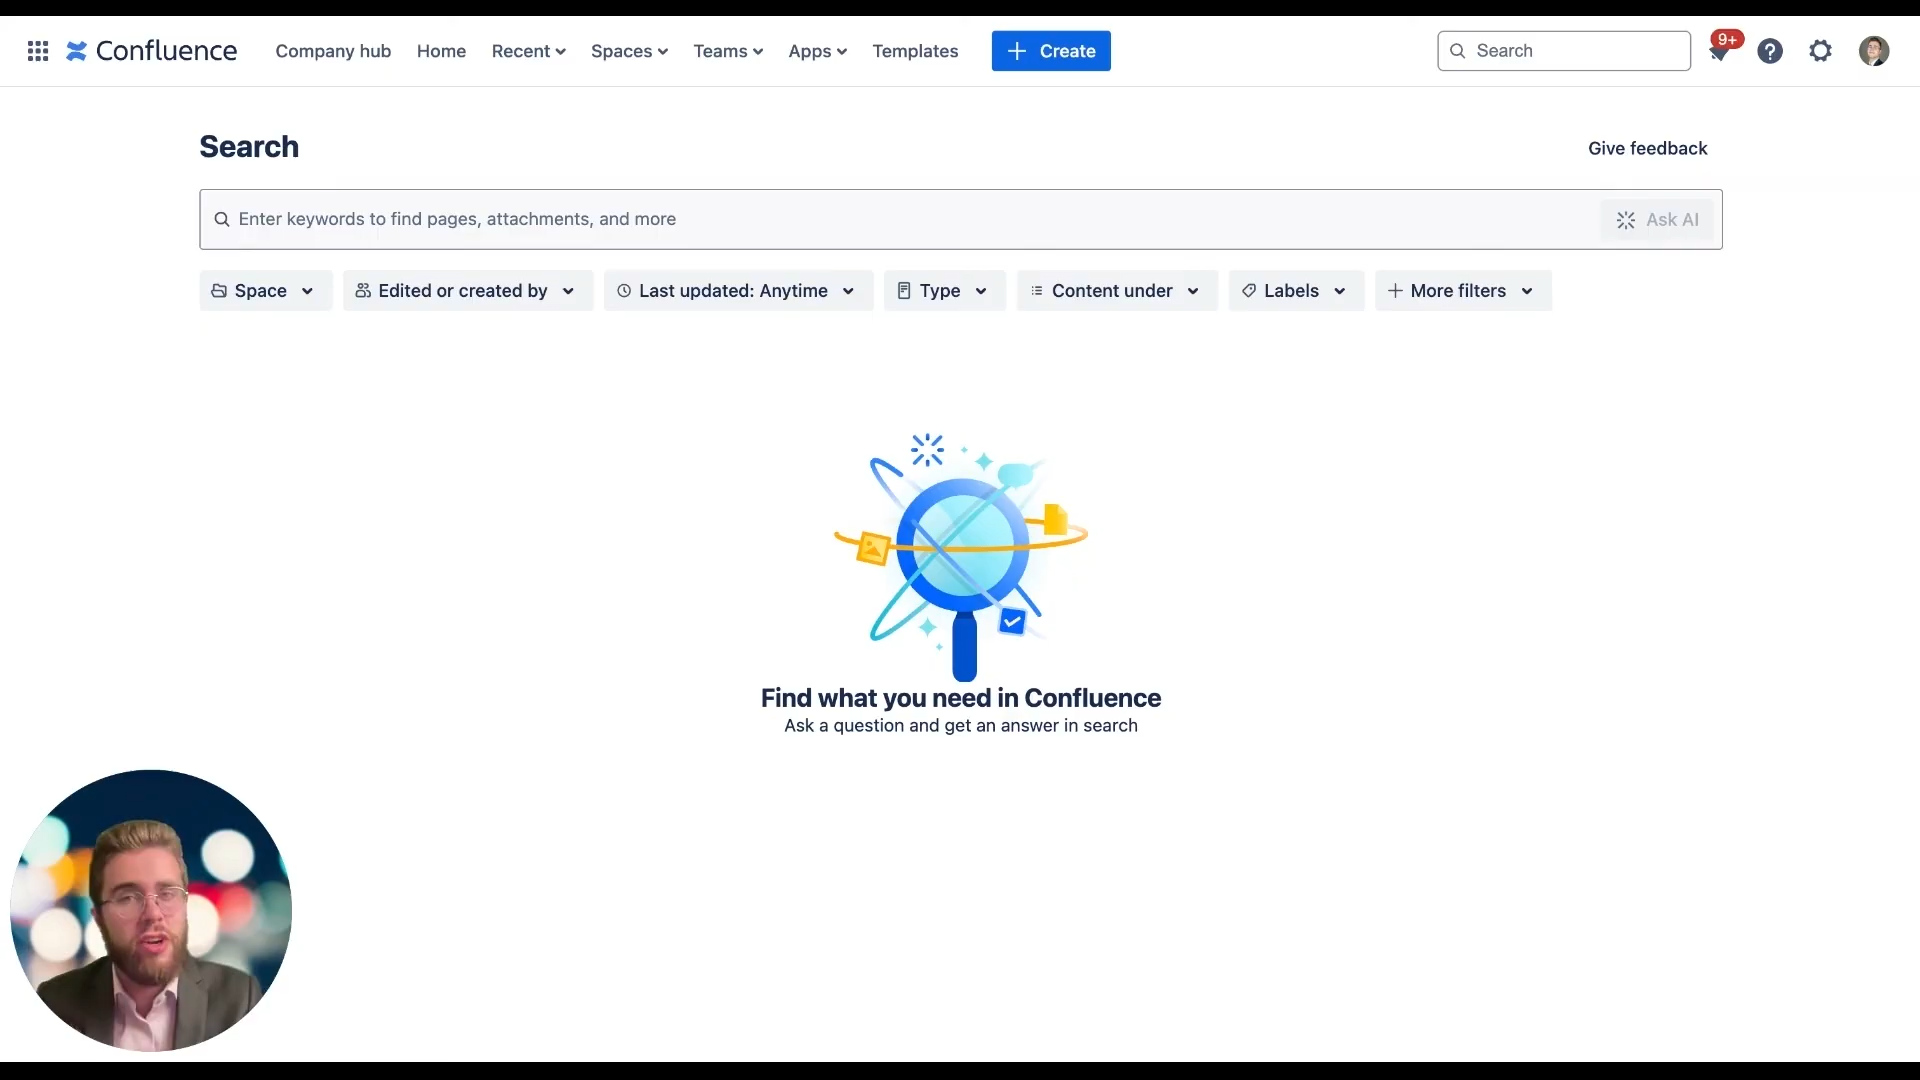 Confluence Company hub Home Recent Spaces Teams Apps Templates Create Search 9+
Search
Give feedback
Enter keywords to find pages, attachments, and more Ask AI
Space Edited or created by Last updated: Anytime Type Content under Labels More filters
Find what you need in Confluence
Ask a question and get an answer in search